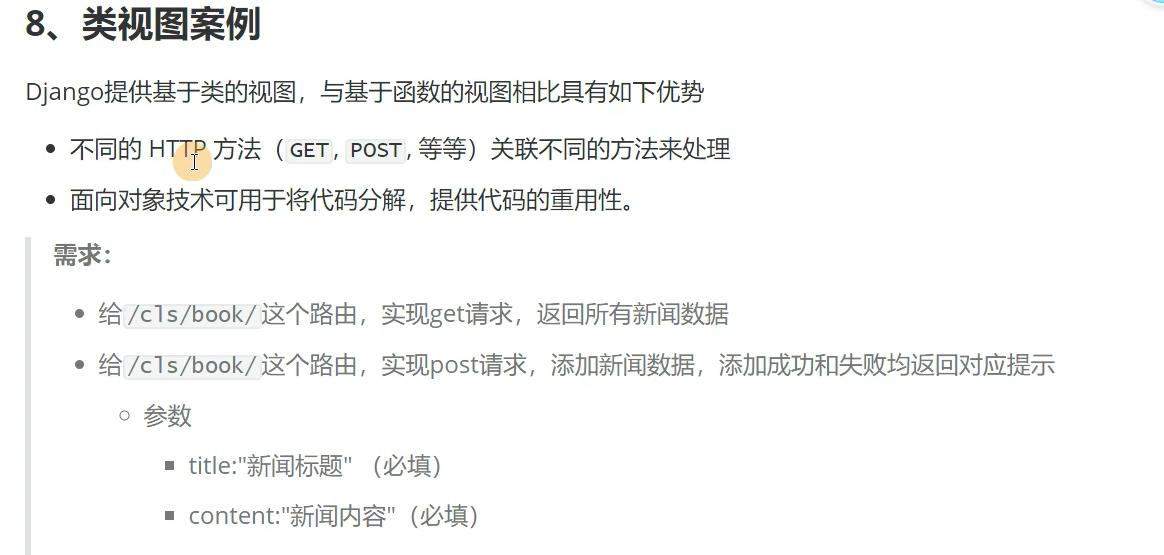 8、类视图案例
Django提供基于类的视图，与基于函数的视图相比具有如下优势
不同的 HTTP 方法（GET, POST, 等等）关联不同的方法来处理
面向对象技术可用于将代码分解，提供代码的重用性。
需求：
给/cls/book/这个路由，实现get请求，返回所有新闻数据
给/cls/book/这个路由，实现post请求，添加新闻数据，添加成功和失败均返回对应提示
参数
title:"新闻标题" （必填）
content:"新闻内容"（必填）